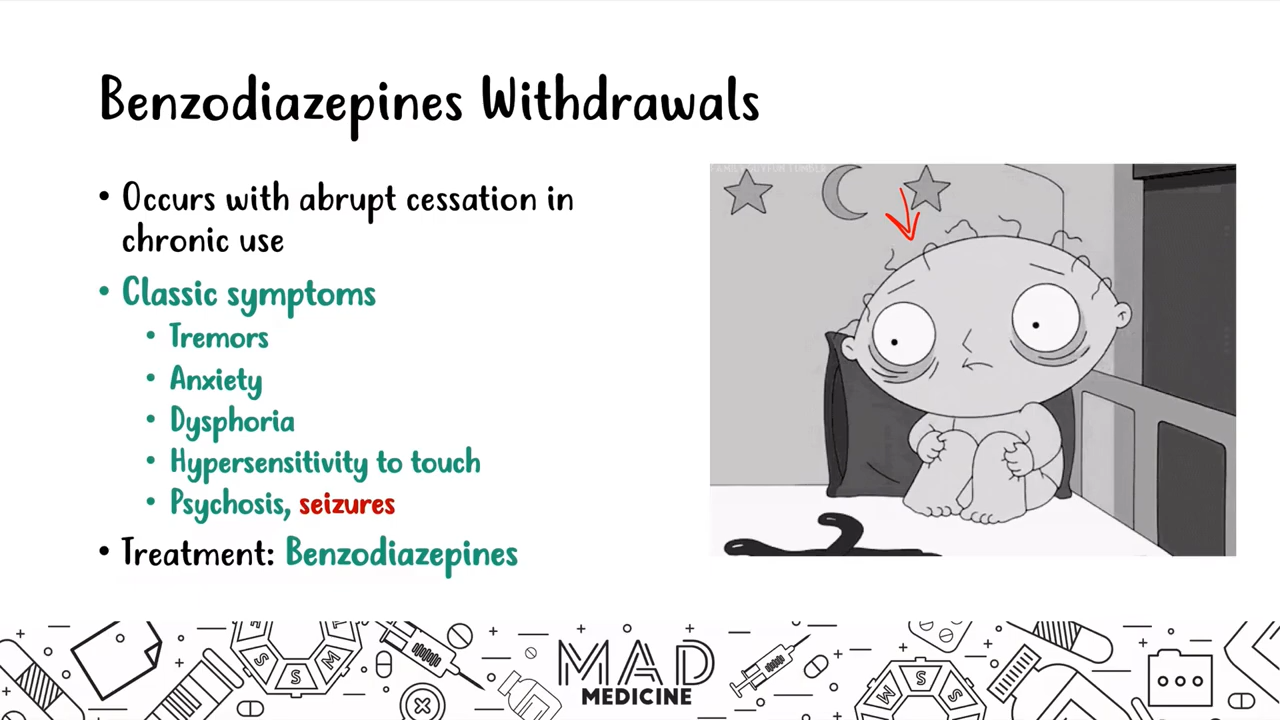 Benzodiazepines Withdrawals
• Occurs with abrupt cessation in
chronic use
• Classic symptoms
• Tremors
• Anxiety
• Dysphoria
• Hypersensitivity to touch
• Psychosis, seizures
• Treatment: Benzodiazepines
MAD
MEDICINE
S
S
M
M
S
S